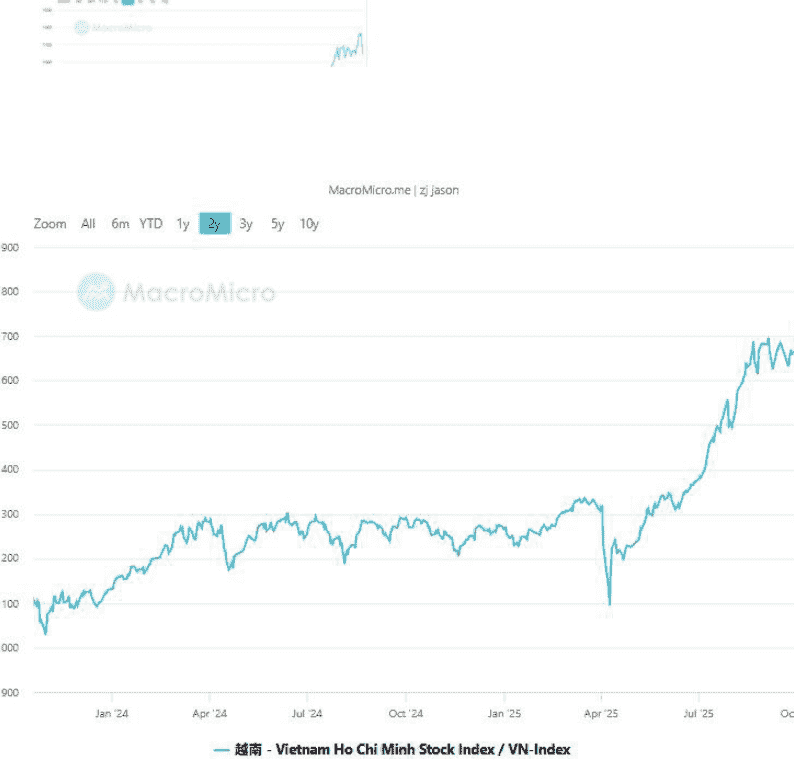 MacroMicro
MacroMicro.me | zj jason
Zoom All 6m YTD 1y 2y 3y 5y 10y
900
MacroMicro
800
700
600
500
400
300
200
100
000
900
Jan '24 Apr '24 Jul '24 Oct '24 Jan '25 Apr '25 Jul '25 Oc
越南 - Vietnam Ho Chi Minh Stock Index / VN-Index